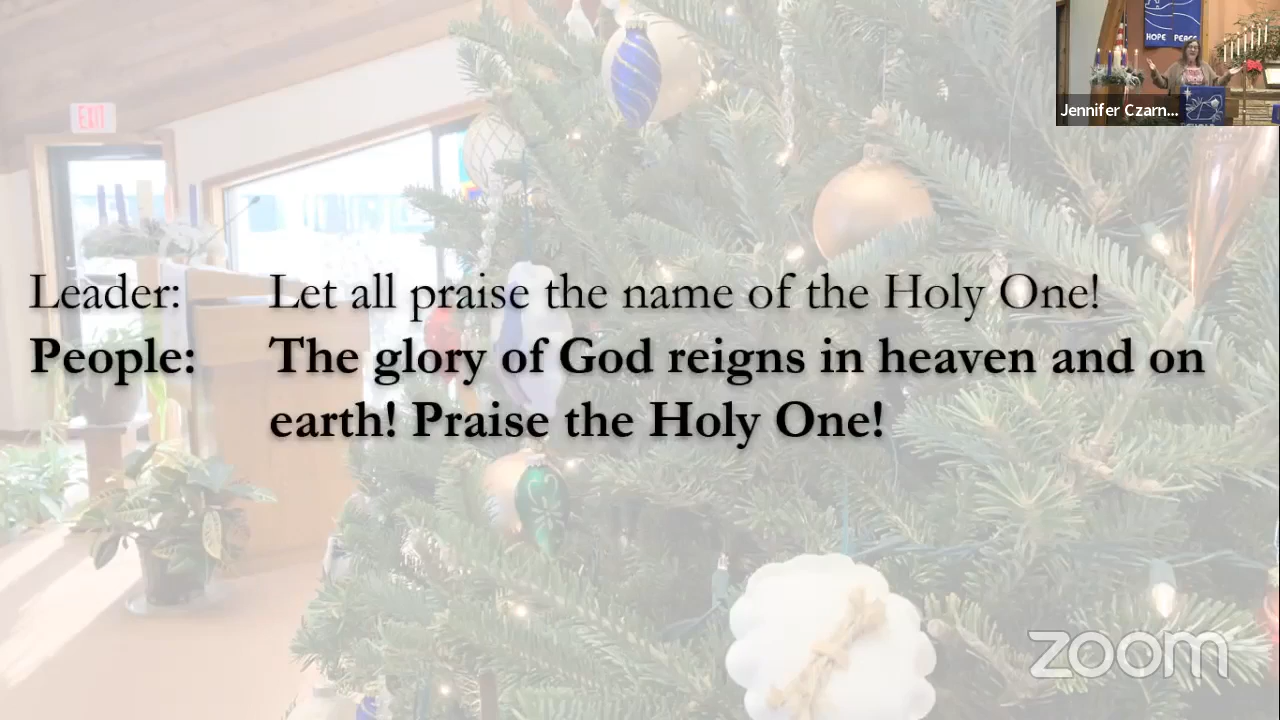 HOPE PEACE
Jennifer Czarn...
Leader: Let all praise the name of the Holy One!
People: The glory of God reigns in heaven and on
earth! Praise the Holy One!
zoom